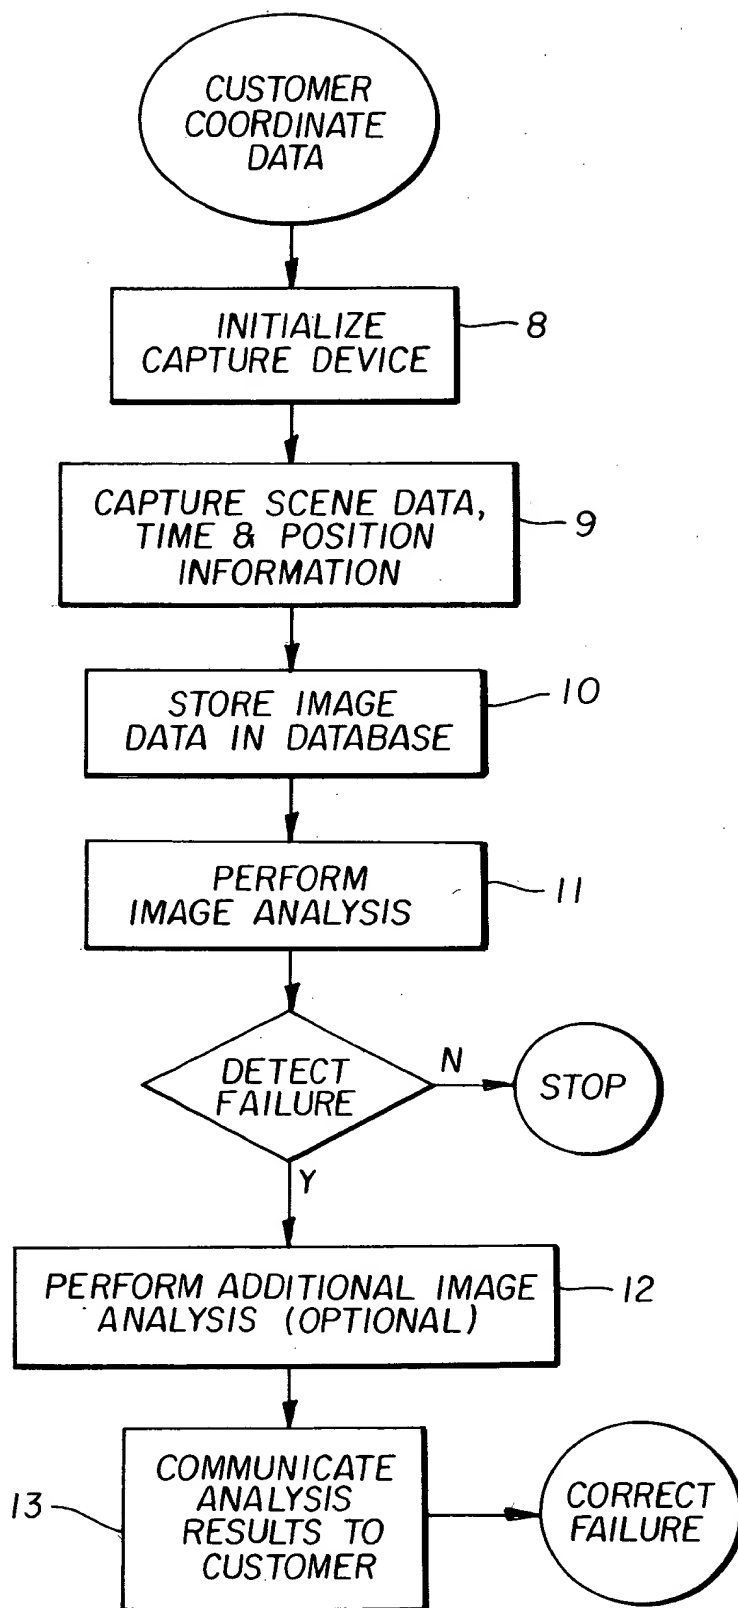 CUSTOMER
COORDINATE
DATA
INITIALIZE
CAPTURE DEVICE
8
CAPTURE SCENE DATA,
TIME & POSITION
INFORMATION
9
STORE IMAGE
DATA IN DATABASE
10
PERFORM
IMAGE ANALYSIS
11
DETECT
FAILURE
N
STOP
Y
PERFORM ADDITIONAL IMAGE
ANALYSIS (OPTIONAL)
12
COMMUNICATE
ANALYSIS
RESULTS TO
CUSTOMER
13
CORRECT
FAILURE